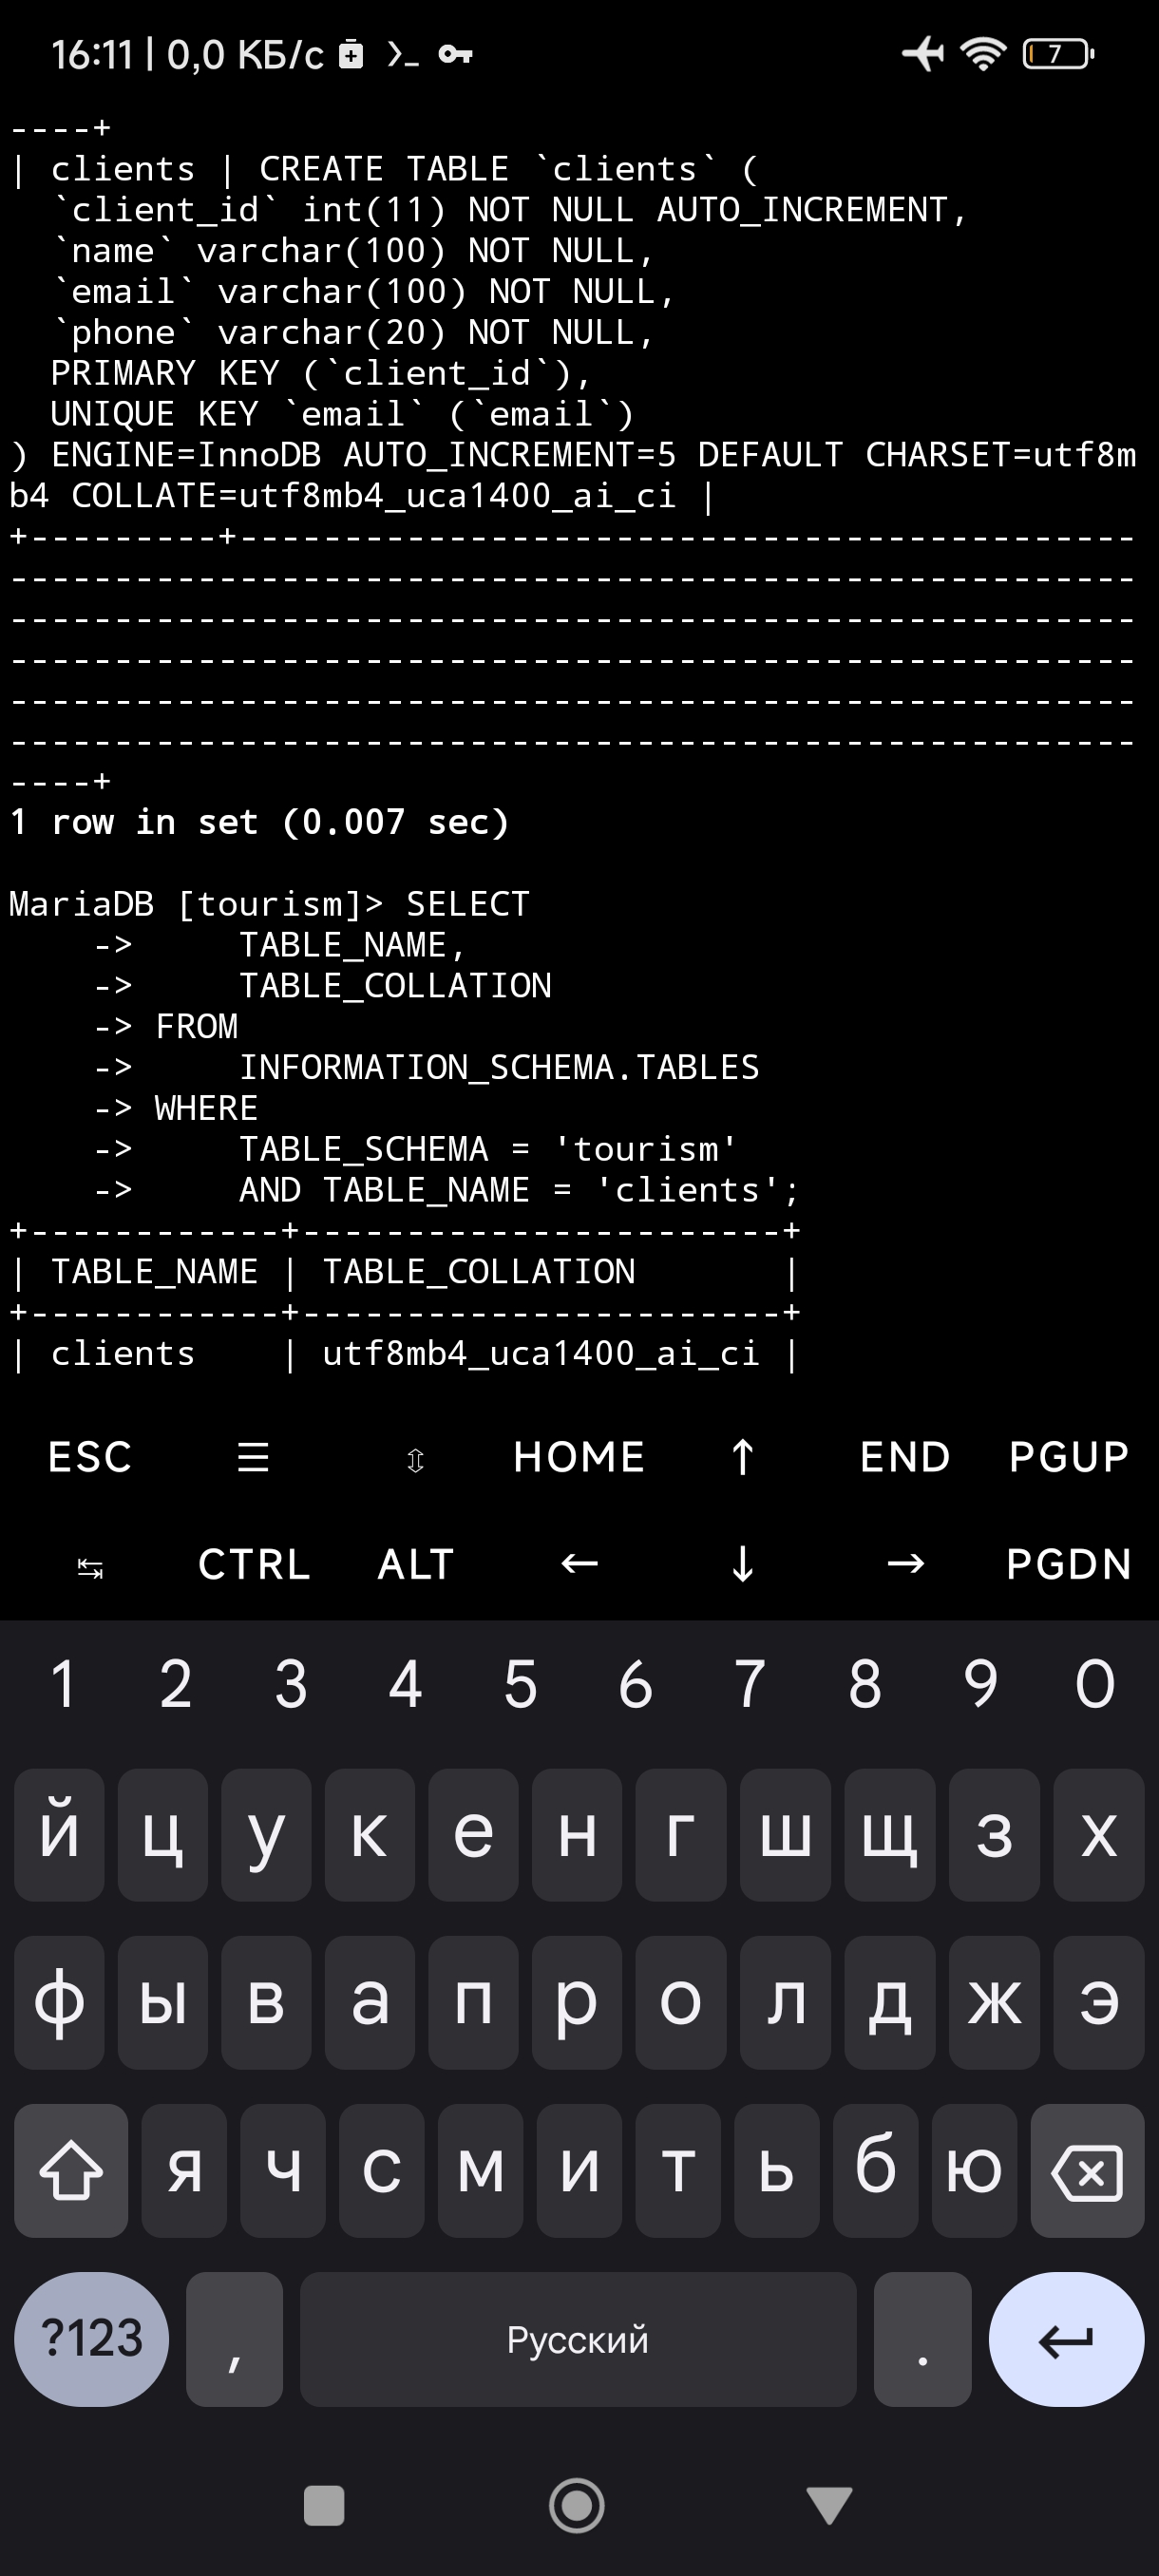 16:11 | 0,0 КБ/с 7
----+
| clients | CREATE TABLE `clients` (
  `client_id` int(11) NOT NULL AUTO_INCREMENT,
  `name` varchar(100) NOT NULL,
  `email` varchar(100) NOT NULL,
  `phone` varchar(20) NOT NULL,
  PRIMARY KEY (`client_id`),
  UNIQUE KEY `email` (`email`)
) ENGINE=InnoDB AUTO_INCREMENT=5 DEFAULT CHARSET=utf8m
b4 COLLATE=utf8mb4_uca1400_ai_ci |
+---------+-------------------------------------------
------------------------------------------------------
------------------------------------------------------
------------------------------------------------------
------------------------------------------------------
------------------------------------------------------
----+
1 row in set (0.007 sec)
MariaDB [tourism]> SELECT
    ->     TABLE_NAME,
    ->     TABLE_COLLATION
    -> FROM
    ->     INFORMATION_SCHEMA.TABLES
    -> WHERE
    ->     TABLE_SCHEMA = 'tourism'
    ->     AND TABLE_NAME = 'clients';
+------------+-----------------------+
| TABLE_NAME | TABLE_COLLATION       |
+------------+-----------------------+
| clients    | utf8mb4_uca1400_ai_ci |
ESC ☰ ⇳ HOME ↑ END PGUP
↹ CTRL ALT ← ↓ → PGDN
1 2 3 4 5 6 7 8 9 0
й ц у к е н г ш щ з х
ф ы в а п р о л д ж э
я ч с м и т ь б ю
?123 , Русский .